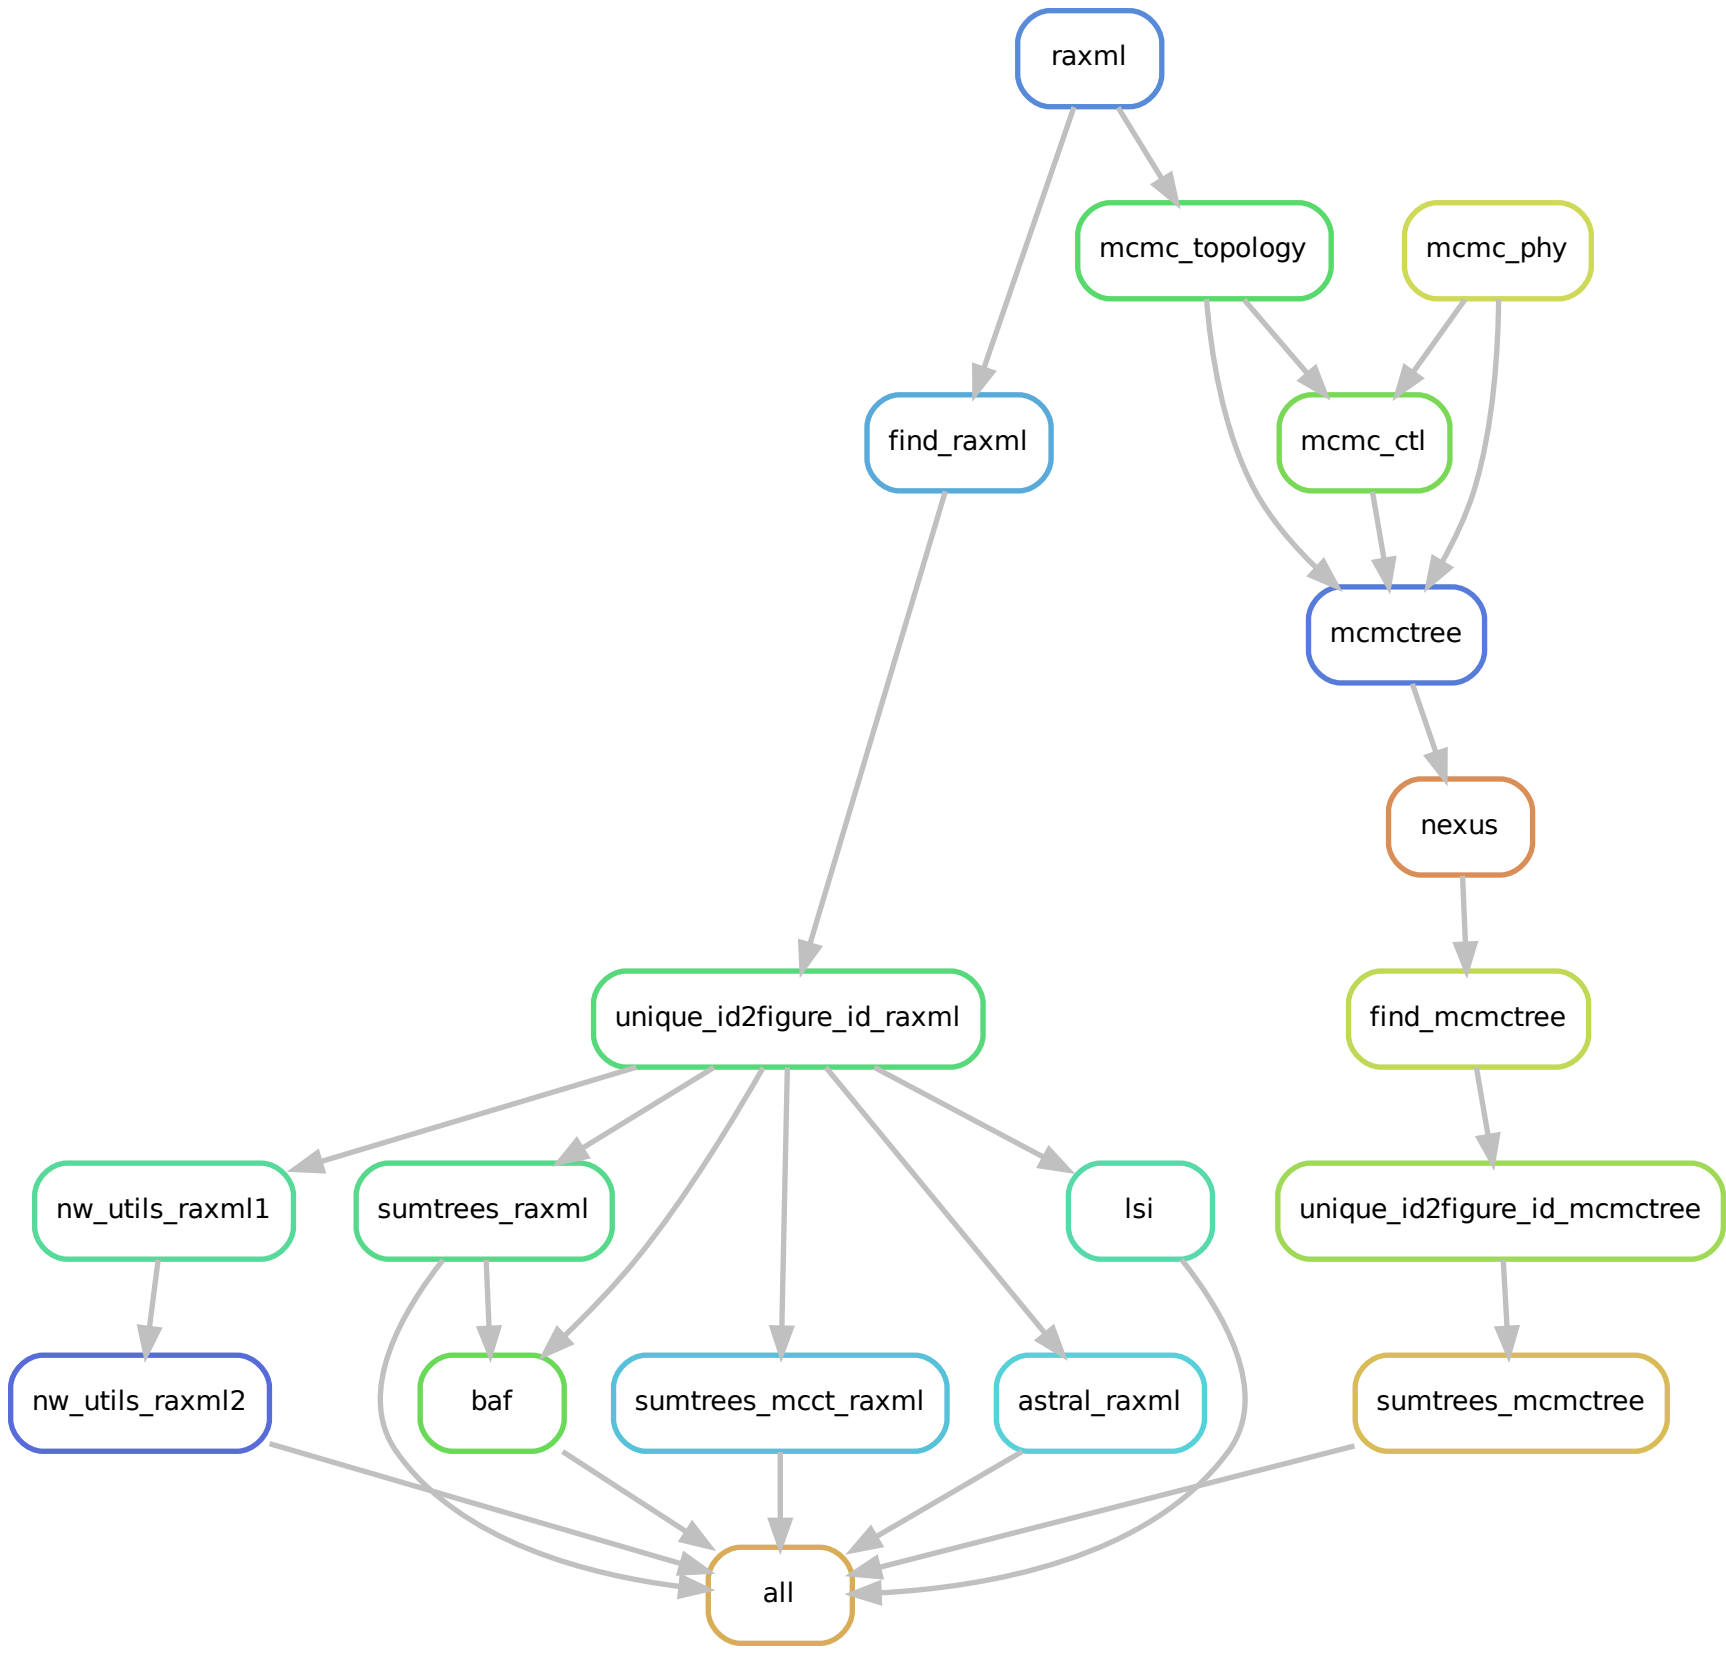 raxml
mcmc_topology
mcmc_phy
find_raxml
mcmc_ctl
mcmctree
nexus
unique_id2figure_id_raxml
find_mcmctree
nw_utils_raxml1
sumtrees_raxml
lsi
unique_id2figure_id_mcmctree
nw_utils_raxml2
baf
sumtrees_mcct_raxml
astral_raxml
sumtrees_mcmctree
all